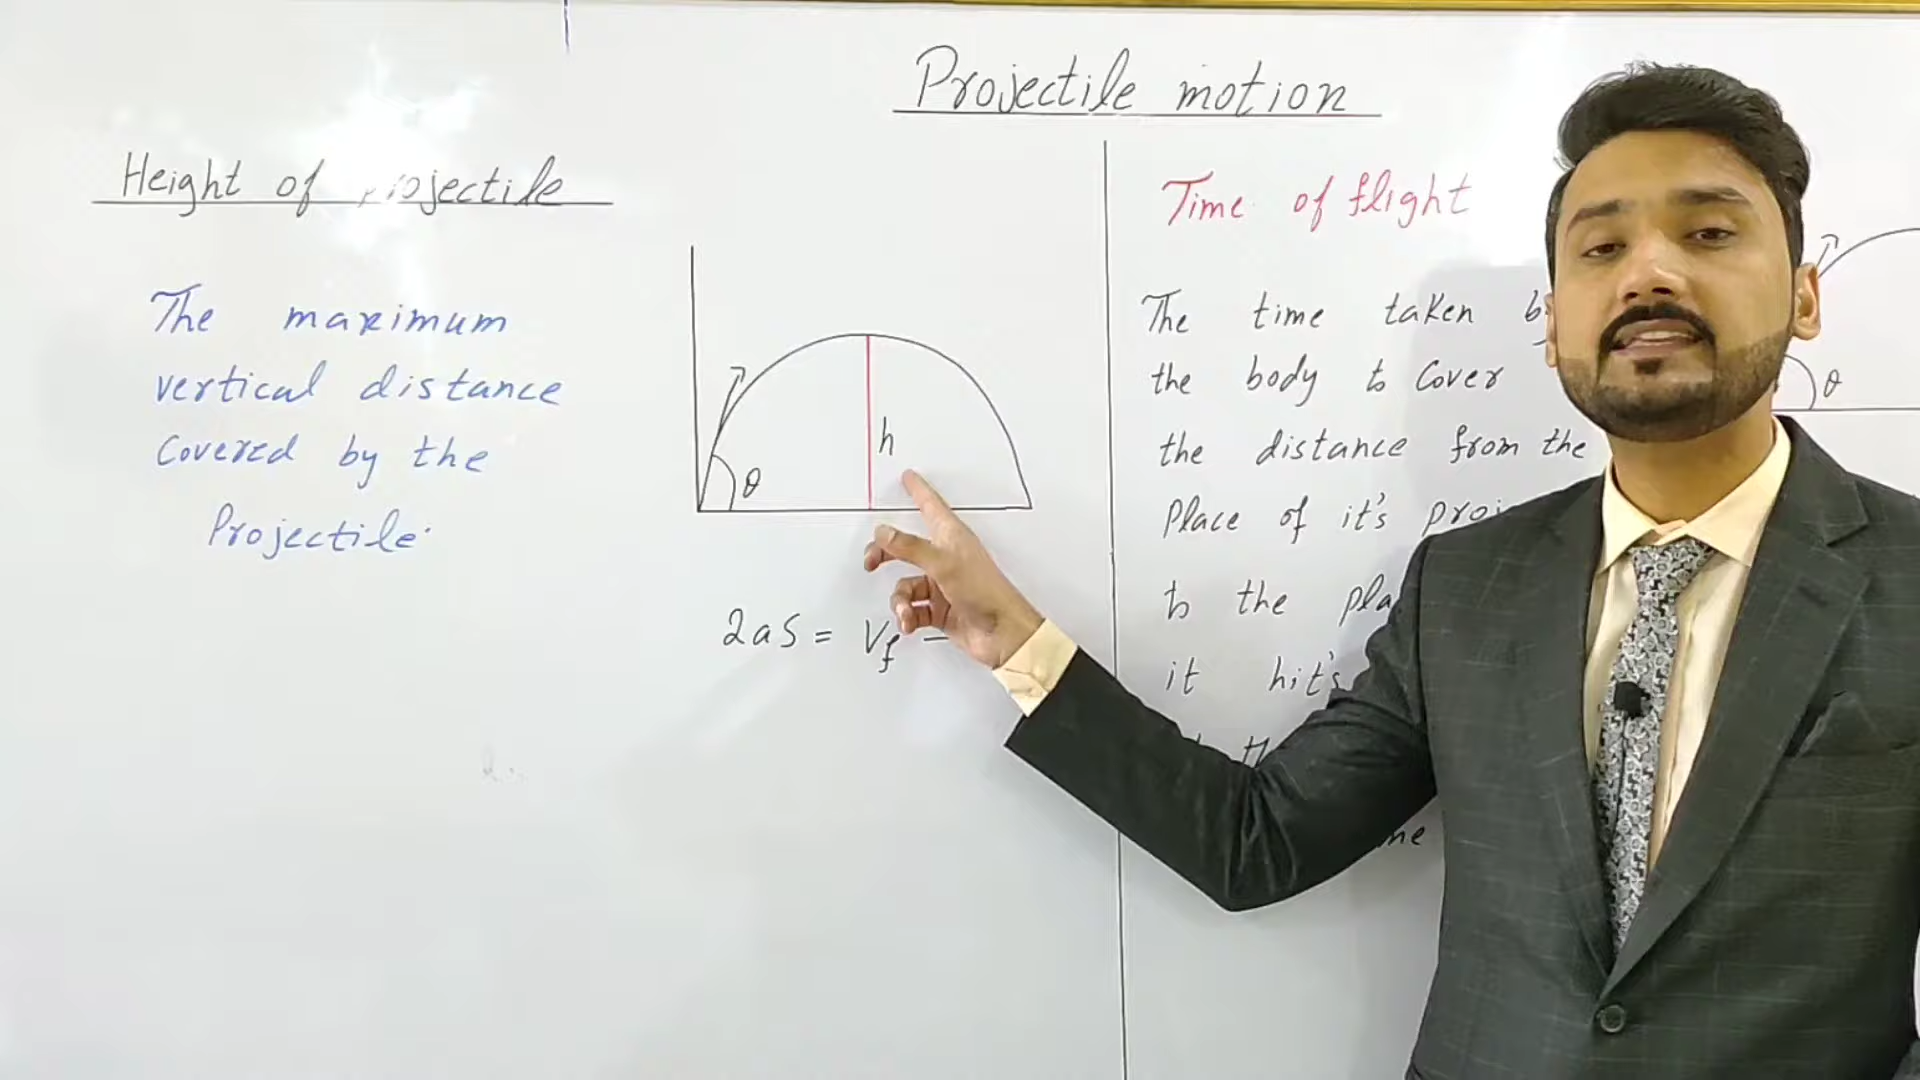 Projectile motion
Height of Projectile
The maximum
vertical distance
Covered by the
Projectile.
θ
h
2aS = Vf –
Time of flight
The time taken
the body to Cover
the distance from the
Place of it's
to the
it hit's
θ